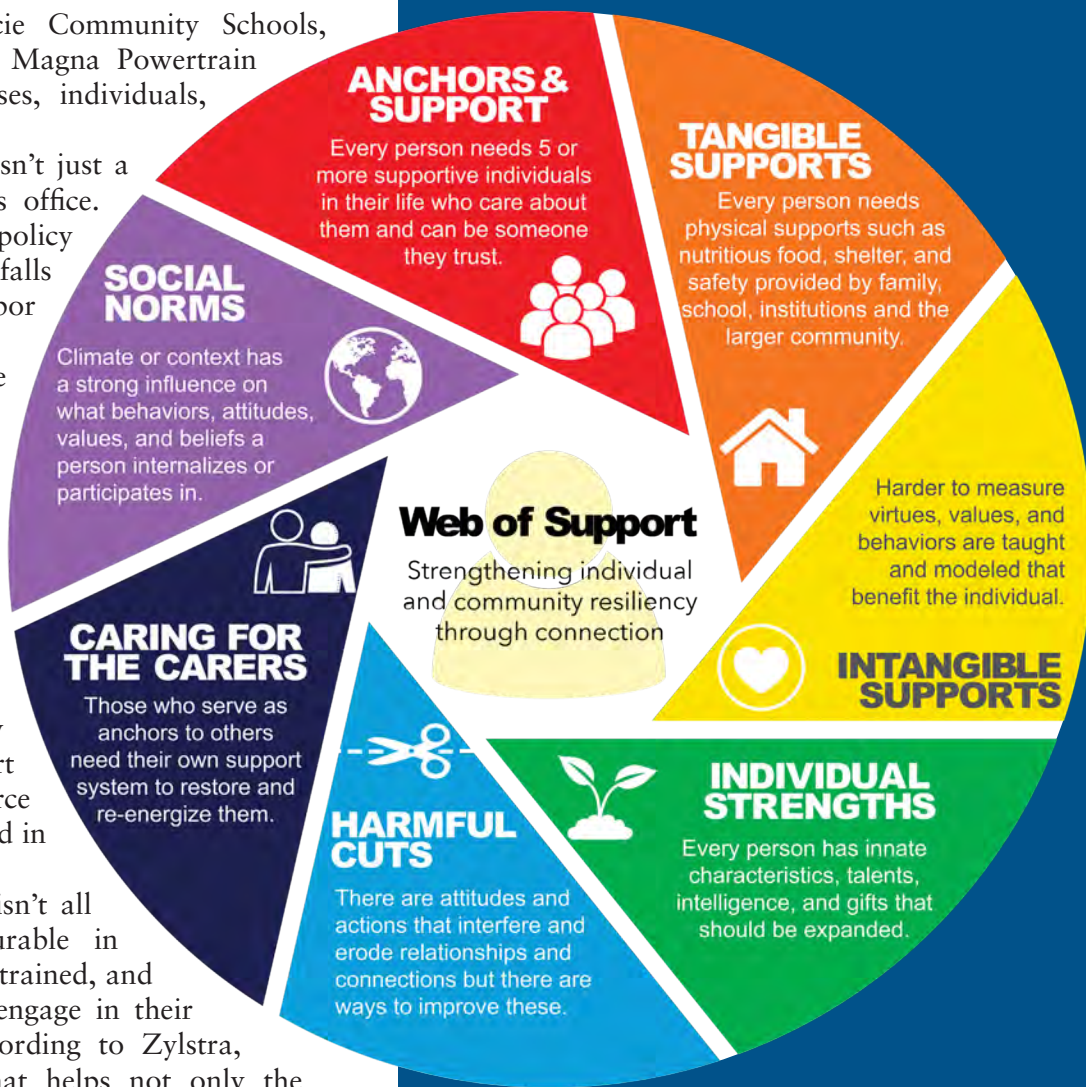 cie Community Schools,
Magna Powertrain
ses, individuals,
isn't just a
s office.
policy
falls
bor
e
y
rt
rce
d in
isn't all
urable in
trained, and
engage in their
ording to Zylstra,
hat helps not only the
ANCHORS &
SUPPORT
Every person needs 5 or
more supportive individuals
in their life who care about
them and can be someone
they trust.
TANGIBLE
SUPPORTS
Every person needs
physical supports such as
nutritious food, shelter, and
safety provided by family,
school, institutions and the
larger community.
Harder to measure
virtues, values, and
behaviors are taught
and modeled that
benefit the individual.
INTANGIBLE
SUPPORTS
INDIVIDUAL
STRENGTHS
Every person has innate
characteristics, talents,
intelligence, and gifts that
should be expanded.
HARMFUL
CUTS
There are attitudes and
actions that interfere and
erode relationships and
connections but there are
ways to improve these.
CARING FOR
THE CARERS
Those who serve as
anchors to others
need their own support
system to restore and
re-energize them.
SOCIAL
NORMS
Climate or context has
a strong influence on
what behaviors, attitudes,
values, and beliefs a
person internalizes or
participates in.
Web of Support
Strengthening individual
and community resiliency
through connection